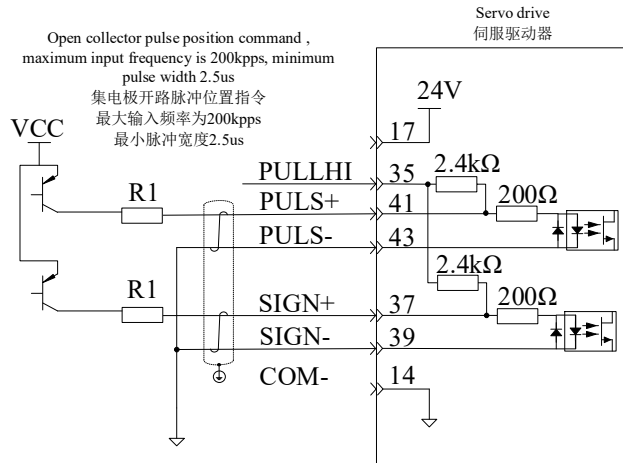 Servo drive
伺服驱动器
Open collector pulse position command ,
maximum input frequency is 200kpps, minimum
pulse width 2.5us
集电极开路脉冲位置指令
最大输入频率为200kpps
最小脉冲宽度2.5us
VCC
24V
17
PULLHI 35 2.4kΩ
R1 PULS+ 41 200Ω
PULS- 43
2.4kΩ
R1 SIGN+ 37 200Ω
SIGN- 39
COM- 14